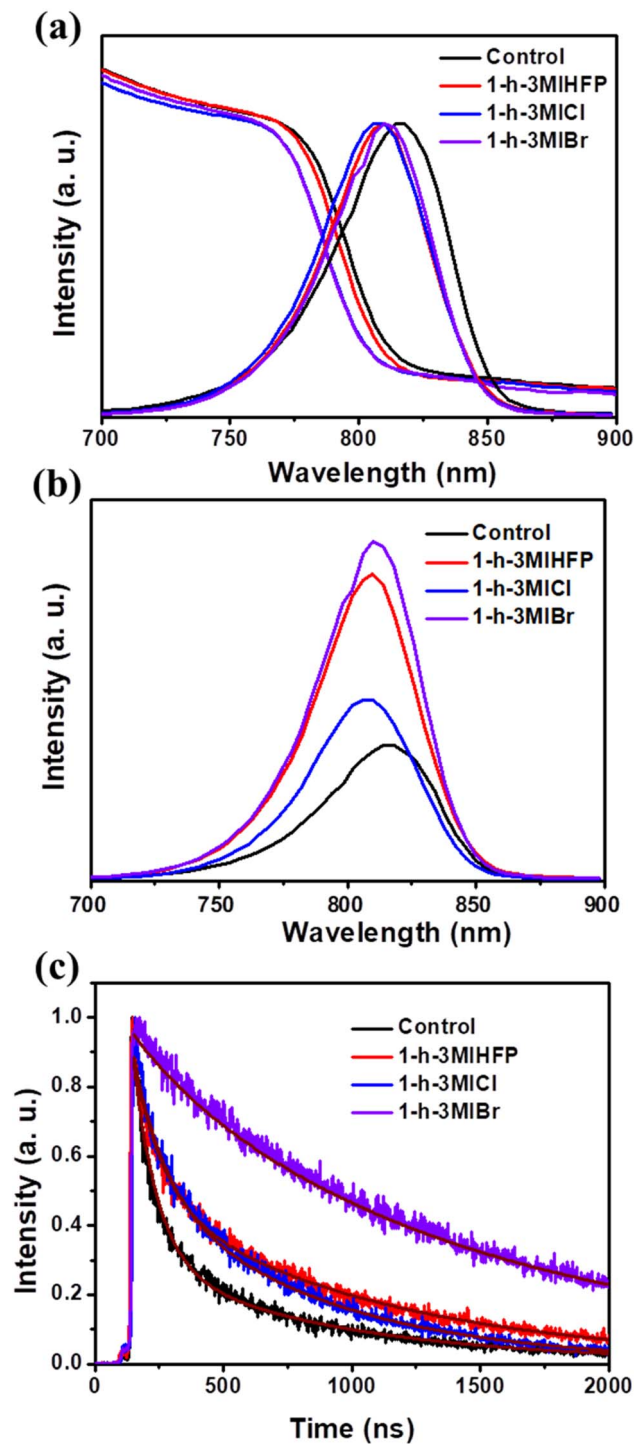 (a)
Control
1-h-3MIHFP
1-h-3MICl
1-h-3MIBr
Intensity (a. u.)
700 750 800 850 900
Wavelength (nm)
(b)
Control
1-h-3MIHFP
1-h-3MICl
1-h-3MIBr
Intensity (a. u.)
700 750 800 850 900
Wavelength (nm)
(c)
Control
1-h-3MIHFP
1-h-3MICl
1-h-3MIBr
Intensity (a. u.)
1.0
0.8
0.6
0.4
0.2
0.0
0 500 1000 1500 2000
Time (ns)